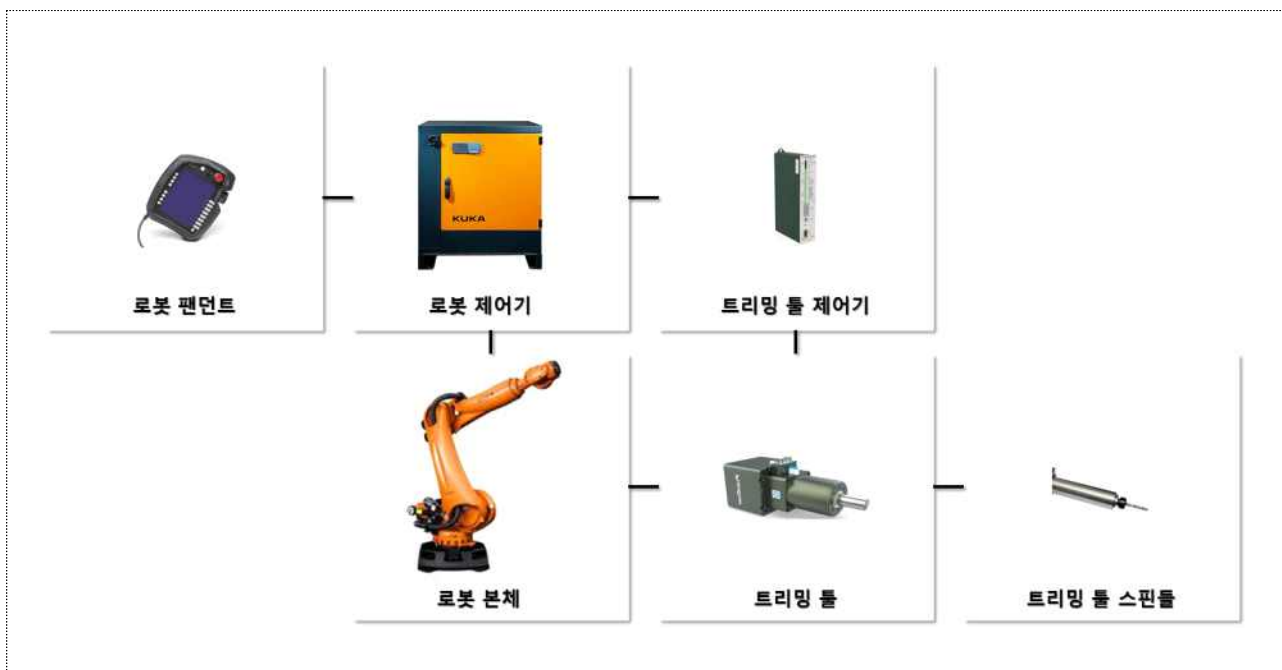 KUKA
로봇 팬던트
로봇 제어기
트리밍 툴 제어기
로봇 본체
트리밍 툴
트리밍 툴 스핀들